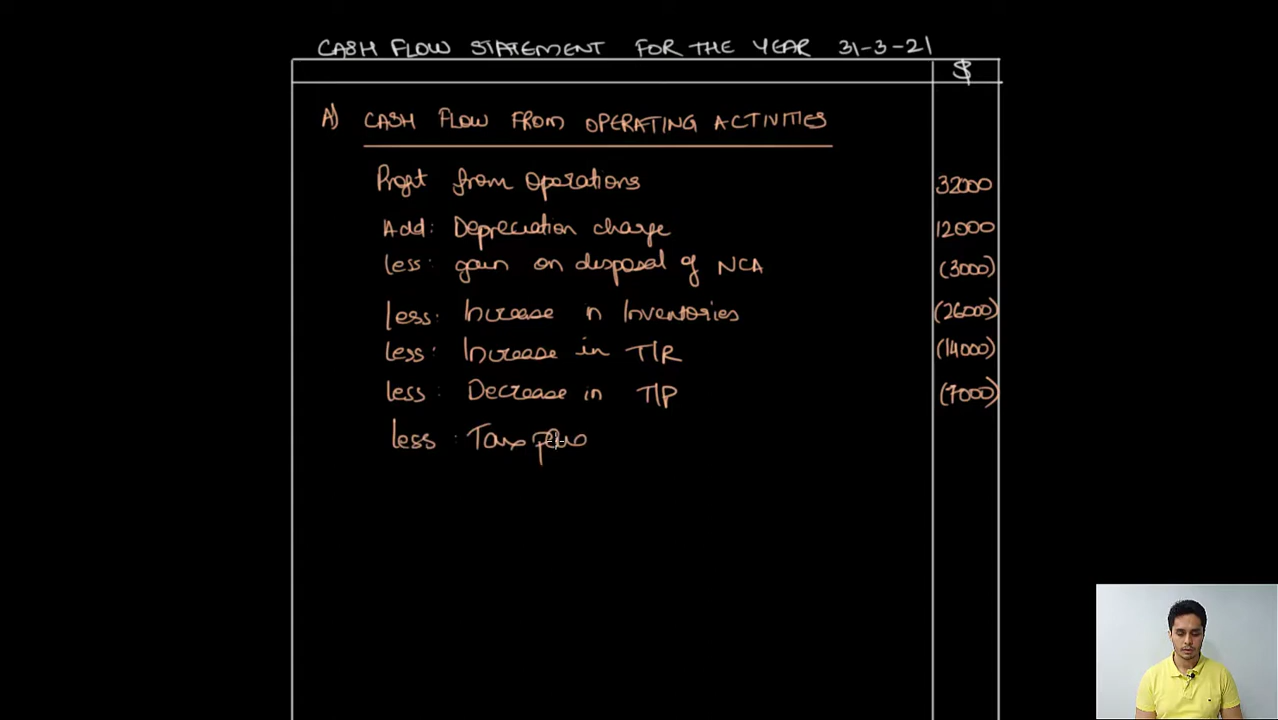 CASH FLOW STATEMENT FOR THE YEAR 31-3-21
$
A) CASH FLOW FROM OPERATING ACTIVITIES
Profit from Operations 32000
Add: Depreciation charge 12000
less: gain on disposal of NCA (3000)
less: Increase in Inventories (26000)
less: Increase in T/R (14000)
less: Decrease in T/P (7000)
less: Tax